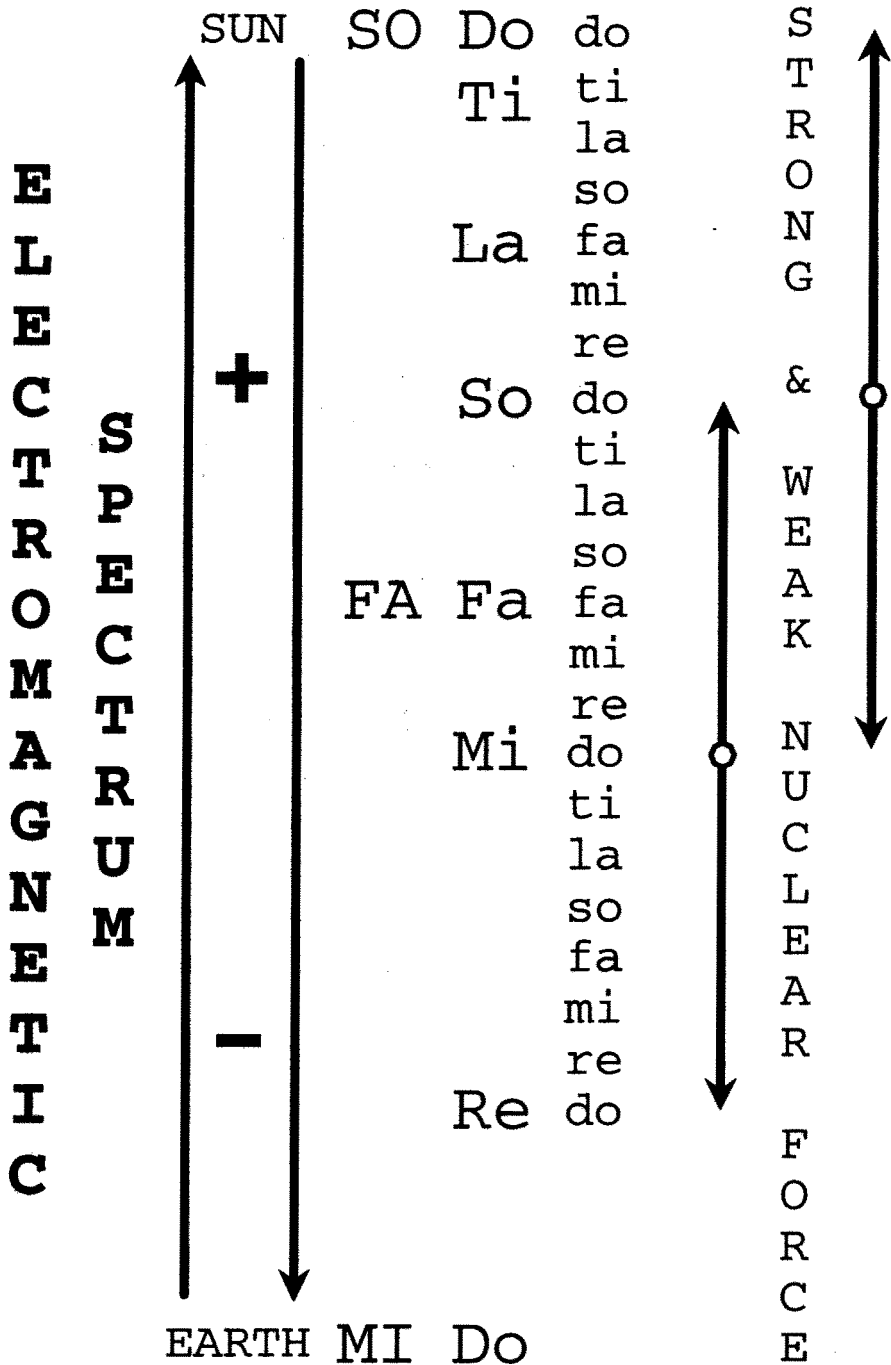 ELECTROMAGNETIC
SPECTRUM
SUN SO Do do
Ti ti
la
so
La fa
mi
re
+
So do
ti
la
so
FA Fa fa
mi
re
Mi do
ti
la
so
fa
mi
-
re
Re do
EARTH MI Do
STRONG & WEAK NUCLEAR FORCE